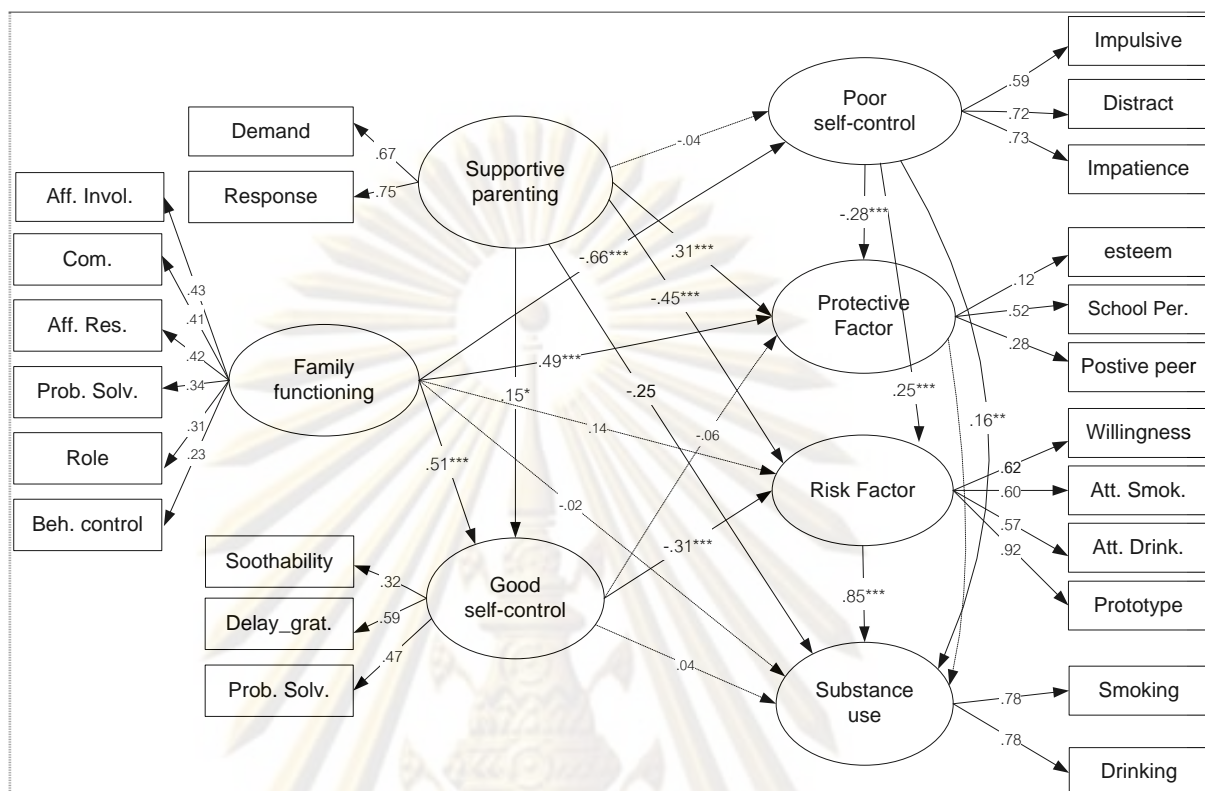 Impulsive
.59
Distract
.72
Impatience
.73
Poor
self-control
Demand
.67
Response
.75
Supportive
parenting
-.04
Aff. Invol.
.43
Com.
.41
Aff. Res.
.42
Prob. Solv.
.34
Role
.31
Beh. control
.23
Family
functioning
-.66***
.31***
-.45***
-.28***
.49***
.15*
-.25
.25***
.16**
.14
-.06
.51***
-.02
Protective
Factor
esteem
.12
School Per.
.52
Postive peer
.28
Risk Factor
Willingness
.62
Att. Smok.
.60
Att. Drink.
.57
Prototype
.92
Soothability
.32
Delay_grat.
.59
Prob. Solv.
.47
Good
self-control
-.31***
.04
.85***
Substance
use
Smoking
.78
Drinking
.78